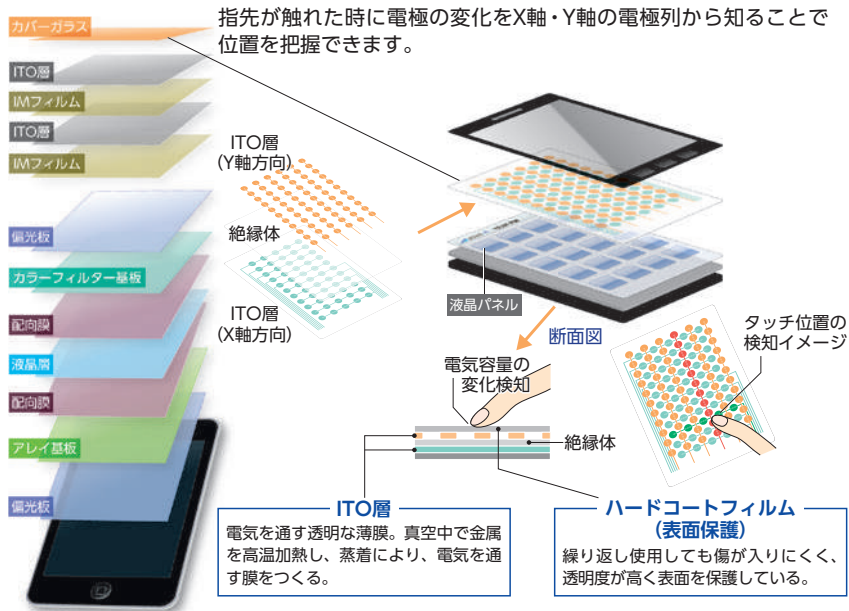 指先が触れた時に電極の変化をX軸・Y軸の電極列から知ることで
位置を把握できます。
カバーガラス
ITO層
IMフィルム
ITO層
IMフィルム
偏光板
カラーフィルター基板
配向膜
液晶層
配向膜
アレイ基板
偏光板
ITO層
(Y軸方向)
絶縁体
ITO層
(X軸方向)
液晶パネル
断面図
タッチ位置の
検知イメージ
電気容量の
変化検知
絶縁体
ITO層
電気を通す透明な薄膜。真空中で金属
を高温加熱し、蒸着により、電気を通
す膜をつくる。
ハードコートフィルム
(表面保護)
繰り返し使用しても傷が入りにくく、
透明度が高く表面を保護している。